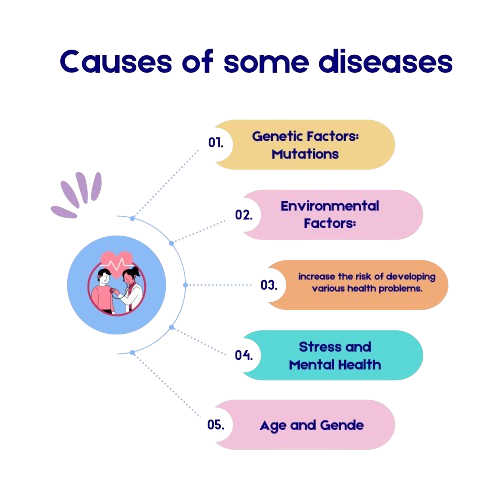 Causes of some diseases
01.
Genetic Factors:
Mutations
02.
Environmental
Factors:
03.
increase the risk of developing
various health problems.
04.
Stress and
Mental Health
05.
Age and Gende